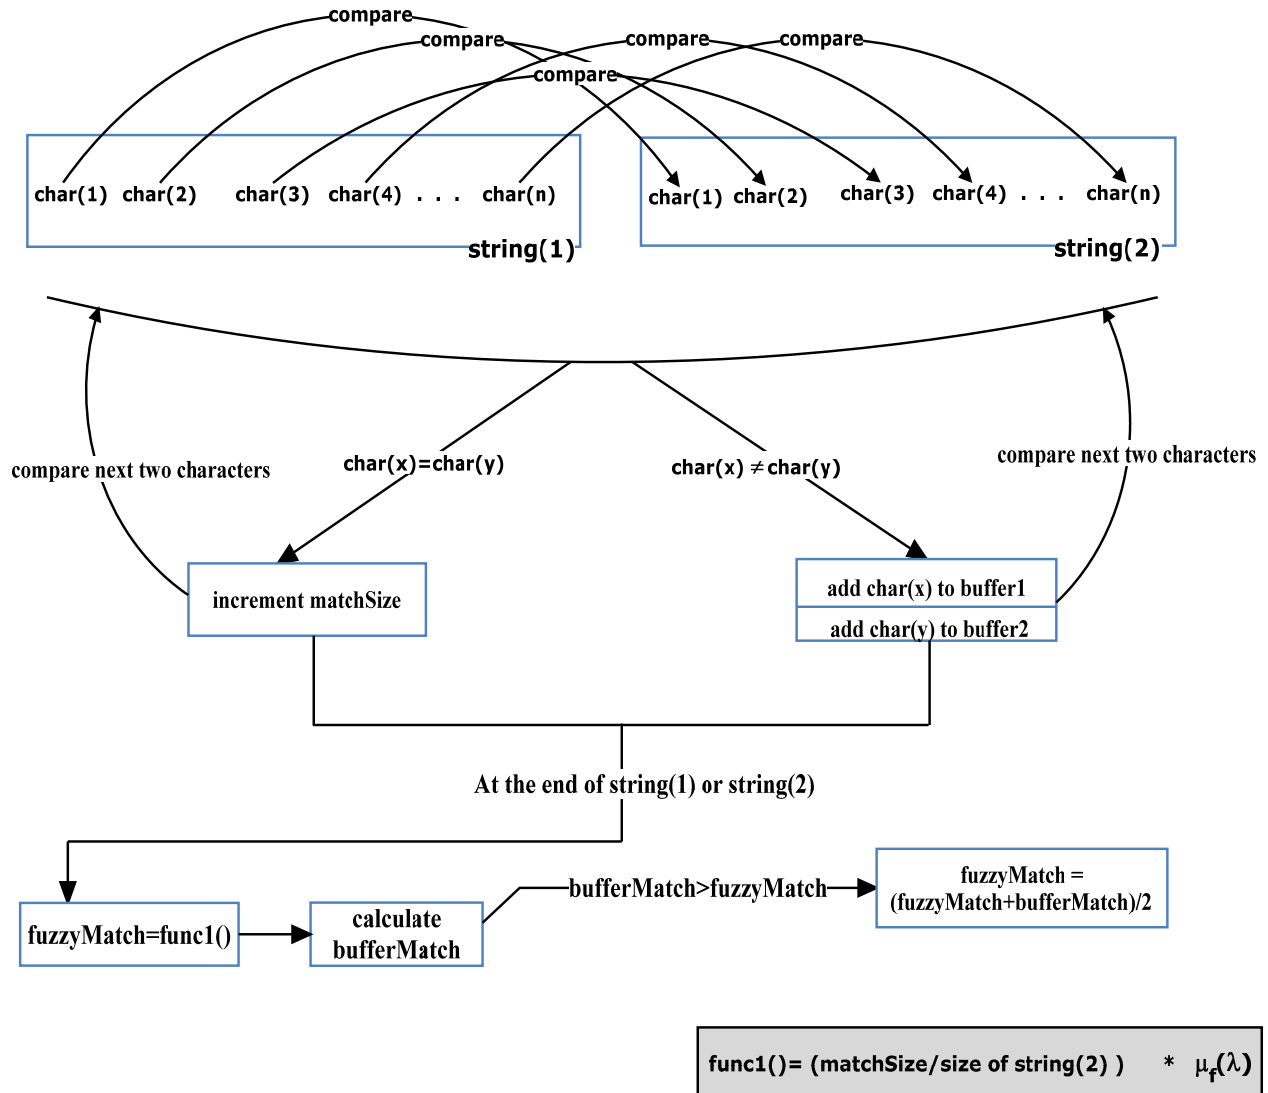 compare
compare
compare
compare
compare
char(1) char(2) char(3) char(4) . . . char(n)
string(1)
char(1) char(2) char(3) char(4) . . . char(n)
string(2)
char(x)=char(y)
char(x) ≠ char(y)
compare next two characters
compare next two characters
increment matchSize
add char(x) to buffer1
add char(y) to buffer2
At the end of string(1) or string(2)
fuzzyMatch=func1()
calculate
bufferMatch
bufferMatch>fuzzyMatch
fuzzyMatch =
(fuzzyMatch+bufferMatch)/2
func1()= (matchSize/size of string(2) ) * μf(λ)